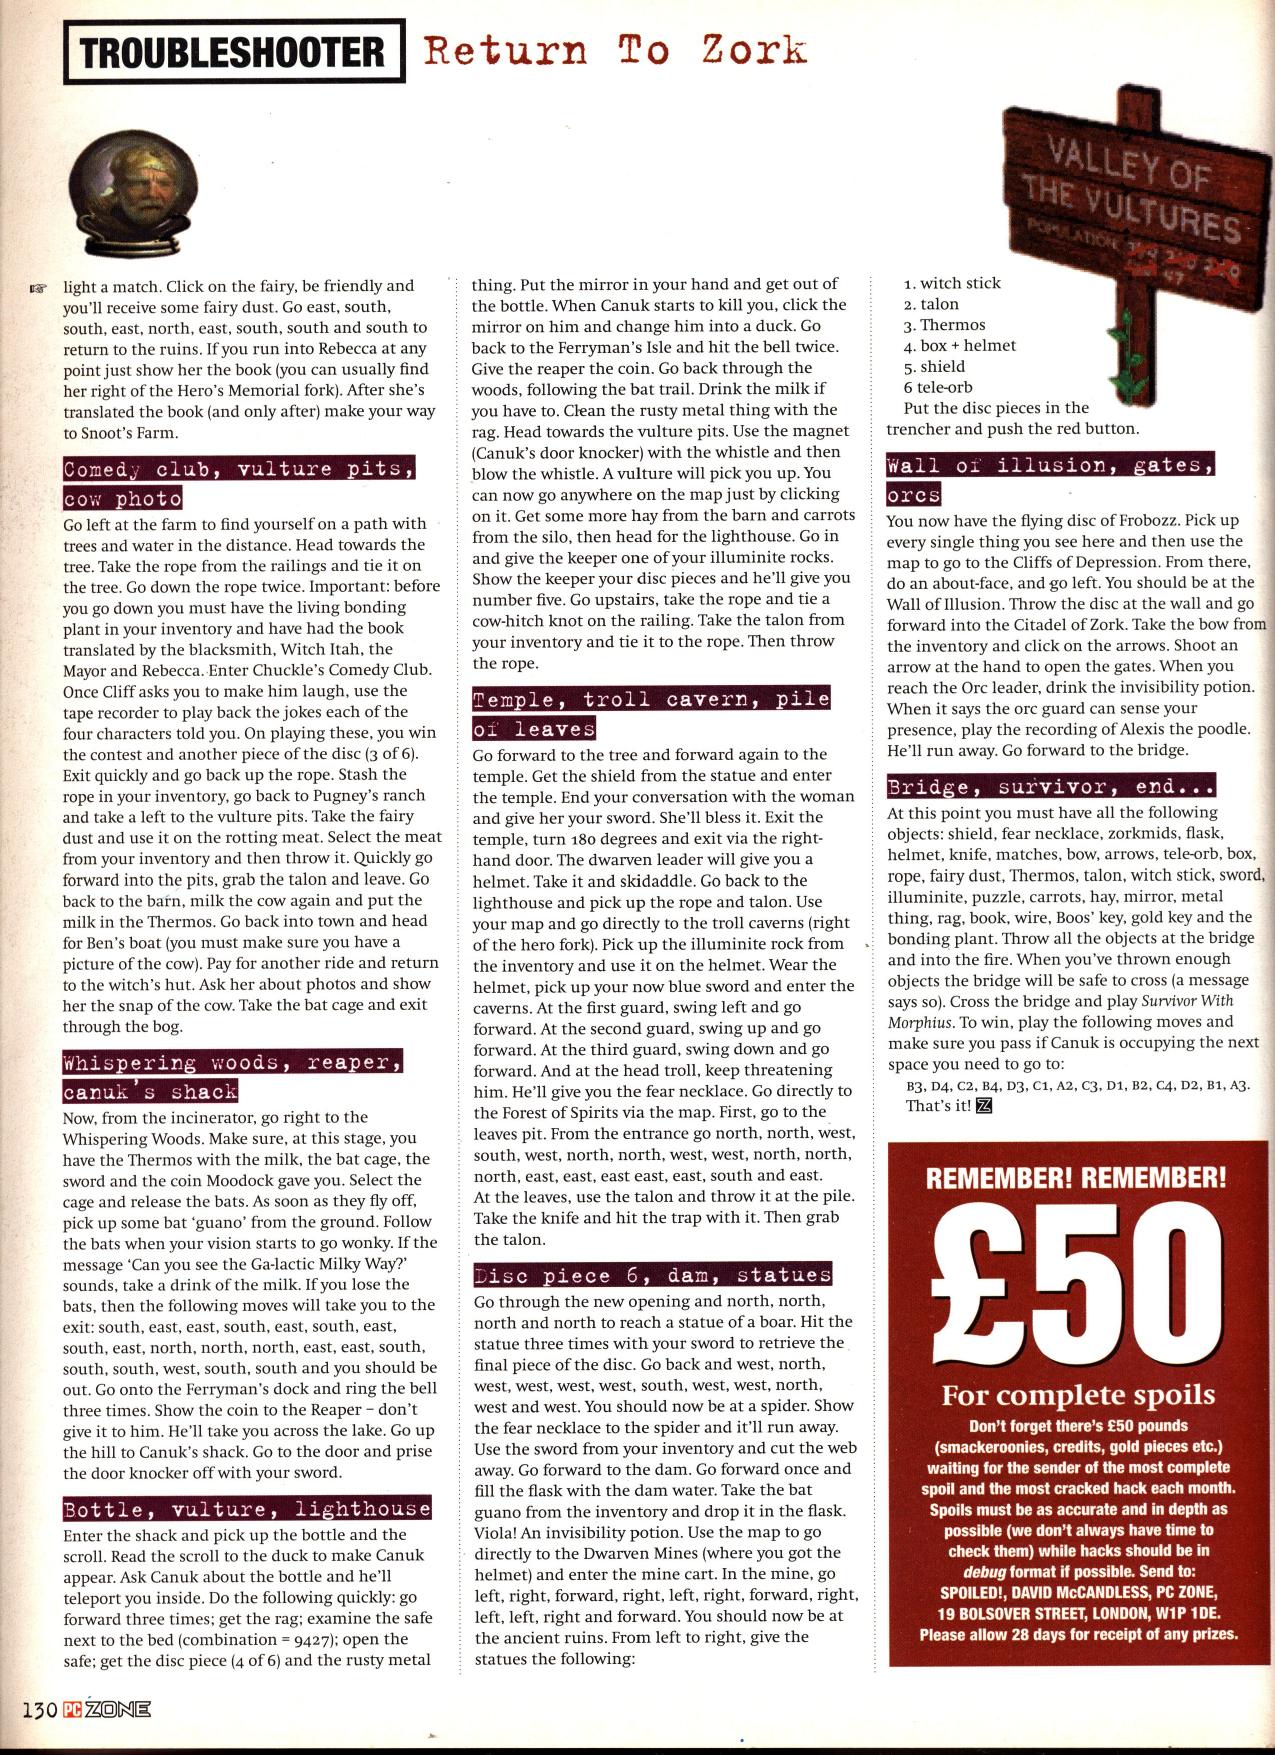 TROUBLESHOOTER Return To Zork
VALLEY OF
THE VULTURES
POPULATION
47
☞ light a match. Click on the fairy, be friendly and
you'll receive some fairy dust. Go east, south,
south, east, north, east, south, south and south to
return to the ruins. If you run into Rebecca at any
point just show her the book (you can usually find
her right of the Hero's Memorial fork). After she's
translated the book (and only after) make your way
to Snoot's Farm.
Comedy club, vulture pits,
cow photo
Go left at the farm to find yourself on a path with
trees and water in the distance. Head towards the
tree. Take the rope from the railings and tie it on
the tree. Go down the rope twice. Important: before
you go down you must have the living bonding
plant in your inventory and have had the book
translated by the blacksmith, Witch Itah, the
Mayor and Rebecca. Enter Chuckle's Comedy Club.
Once Cliff asks you to make him laugh, use the
tape recorder to play back the jokes each of the
four characters told you. On playing these, you win
the contest and another piece of the disc (3 of 6).
Exit quickly and go back up the rope. Stash the
rope in your inventory, go back to Pugney's ranch
and take a left to the vulture pits. Take the fairy
dust and use it on the rotting meat. Select the meat
from your inventory and then throw it. Quickly go
forward into the pits, grab the talon and leave. Go
back to the barn, milk the cow again and put the
milk in the Thermos. Go back into town and head
for Ben's boat (you must make sure you have a
picture of the cow). Pay for another ride and return
to the witch's hut. Ask her about photos and show
her the snap of the cow. Take the bat cage and exit
through the bog.
Whispering woods, reaper,
canuk's shack
Now, from the incinerator, go right to the
Whispering Woods. Make sure, at this stage, you
have the Thermos with the milk, the bat cage, the
sword and the coin Moodock gave you. Select the
cage and release the bats. As soon as they fly off,
pick up some bat 'guano' from the ground. Follow
the bats when your vision starts to go wonky. If the
message 'Can you see the Ga-lactic Milky Way?'
sounds, take a drink of the milk. If you lose the
bats, then the following moves will take you to the
exit: south, east, east, south, east, south, east,
south, east, north, north, north, east, east, south,
south, south, west, south, south and you should be
out. Go onto the Ferryman's dock and ring the bell
three times. Show the coin to the Reaper – don't
give it to him. He'll take you across the lake. Go up
the hill to Canuk's shack. Go to the door and prise
the door knocker off with your sword.
Bottle, vulture, lighthouse
Enter the shack and pick up the bottle and the
scroll. Read the scroll to the duck to make Canuk
appear. Ask Canuk about the bottle and he'll
teleport you inside. Do the following quickly: go
forward three times; get the rag; examine the safe
next to the bed (combination = 9427); open the
safe; get the disc piece (4 of 6) and the rusty metal
thing. Put the mirror in your hand and get out of
the bottle. When Canuk starts to kill you, click the
mirror on him and change him into a duck. Go
back to the Ferryman's Isle and hit the bell twice.
Give the reaper the coin. Go back through the
woods, following the bat trail. Drink the milk if
you have to. Clean the rusty metal thing with the
rag. Head towards the vulture pits. Use the magnet
(Canuk's door knocker) with the whistle and then
blow the whistle. A vulture will pick you up. You
can now go anywhere on the map just by clicking
on it. Get some more hay from the barn and carrots
from the silo, then head for the lighthouse. Go in
and give the keeper one of your illuminite rocks.
Show the keeper your disc pieces and he'll give you
number five. Go upstairs, take the rope and tie a
cow-hitch knot on the railing. Take the talon from
your inventory and tie it to the rope. Then throw
the rope.
Temple, troll cavern, pile
of leaves
Go forward to the tree and forward again to the
temple. Get the shield from the statue and enter
the temple. End your conversation with the woman
and give her your sword. She'll bless it. Exit the
temple, turn 180 degrees and exit via the right-
hand door. The dwarven leader will give you a
helmet. Take it and skidaddle. Go back to the
lighthouse and pick up the rope and talon. Use
your map and go directly to the troll caverns (right
of the hero fork). Pick up the illuminite rock from
the inventory and use it on the helmet. Wear the
helmet, pick up your now blue sword and enter the
caverns. At the first guard, swing left and go
forward. At the second guard, swing up and go
forward. At the third guard, swing down and go
forward. And at the head troll, keep threatening
him. He'll give you the fear necklace. Go directly to
the Forest of Spirits via the map. First, go to the
leaves pit. From the entrance go north, north, west,
south, west, north, north, west, west, north, north,
north, east, east, east east, east, south and east.
At the leaves, use the talon and throw it at the pile.
Take the knife and hit the trap with it. Then grab
the talon.
Disc piece 6, dam, statues
Go through the new opening and north, north,
north and north to reach a statue of a boar. Hit the
statue three times with your sword to retrieve the
final piece of the disc. Go back and west, north,
west, west, west, west, south, west, west, north,
west and west. You should now be at a spider. Show
the fear necklace to the spider and it'll run away.
Use the sword from your inventory and cut the web
away. Go forward to the dam. Go forward once and
fill the flask with the dam water. Take the bat
guano from the inventory and drop it in the flask.
Viola! An invisibility potion. Use the map to go
directly to the Dwarven Mines (where you got the
helmet) and enter the mine cart. In the mine, go
left, right, forward, right, left, right, forward, right,
left, left, right and forward. You should now be at
the ancient ruins. From left to right, give the
statues the following:
1. witch stick
2. talon
3. Thermos
4. box + helmet
5. shield
6 tele-orb
Put the disc pieces in the
trencher and push the red button.
Wall of illusion, gates,
orcs
You now have the flying disc of Frobozz. Pick up
every single thing you see here and then use the
map to go to the Cliffs of Depression. From there,
do an about-face, and go left. You should be at the
Wall of Illusion. Throw the disc at the wall and go
forward into the Citadel of Zork. Take the bow from
the inventory and click on the arrows. Shoot an
arrow at the hand to open the gates. When you
reach the Orc leader, drink the invisibility potion.
When it says the orc guard can sense your
presence, play the recording of Alexis the poodle.
He'll run away. Go forward to the bridge.
Bridge, survivor, end...
At this point you must have all the following
objects: shield, fear necklace, zorkmids, flask,
helmet, knife, matches, bow, arrows, tele-orb, box,
rope, fairy dust, Thermos, talon, witch stick, sword,
illuminite, puzzle, carrots, hay, mirror, metal
thing, rag, book, wire, Boos' key, gold key and the
bonding plant. Throw all the objects at the bridge
and into the fire. When you've thrown enough
objects the bridge will be safe to cross (a message
says so). Cross the bridge and play Survivor With
Morphius. To win, play the following moves and
make sure you pass if Canuk is occupying the next
space you need to go to:
B3, D4, C2, B4, D3, C1, A2, C3, D1, B2, C4, D2, B1, A3.
That's it! Z
REMEMBER! REMEMBER!
£50
For complete spoils
Don't forget there's £50 pounds
(smackeroonies, credits, gold pieces etc.)
waiting for the sender of the most complete
spoil and the most cracked hack each month.
Spoils must be as accurate and in depth as
possible (we don't always have time to
check them) while hacks should be in
debug format if possible. Send to:
SPOILED!, DAVID McCANDLESS, PC ZONE,
19 BOLSOVER STREET, LONDON, W1P 1DE.
Please allow 28 days for receipt of any prizes.
130 PC ZONE